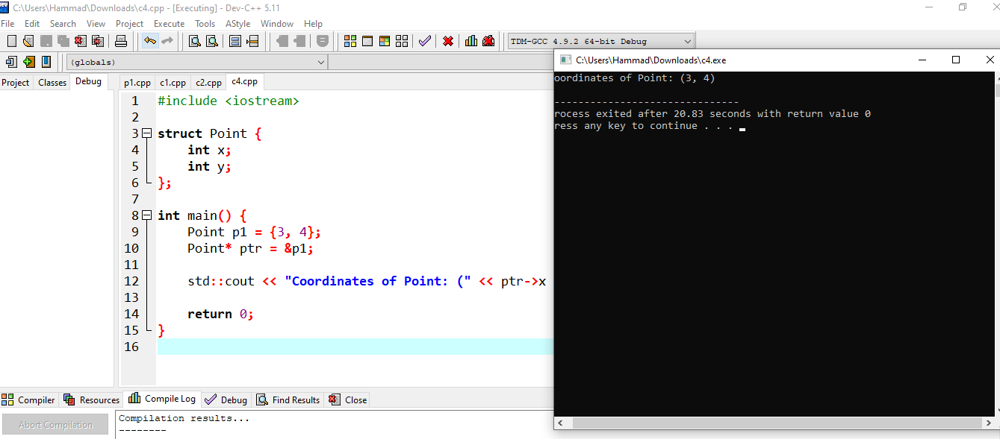 C:\Users\Hammad\Downloads\c4.cpp - [Executing] - Dev-C++ 5.11
File Edit Search View Project Execute Tools AStyle Window Help
TDM-GCC 4.9.2 64-bit Debug
(globals)
Project Classes Debug
p1.cpp c1.cpp c2.cpp c4.cpp
1 #include <iostream>
2
3 struct Point {
4 int x;
5 int y;
6 };
7
8 int main() {
9 Point p1 = {3, 4};
10 Point* ptr = &p1;
11
12 std::cout << "Coordinates of Point: (" << ptr->x
13
14 return 0;
15 }
16
C:\Users\Hammad\Downloads\c4.exe
oordinates of Point: (3, 4)
-------------------------------
rocess exited after 20.83 seconds with return value 0
ress any key to continue . . .
Compiler Resources Compile Log Debug Find Results Close
Abort Compilation
Compilation results...
--------